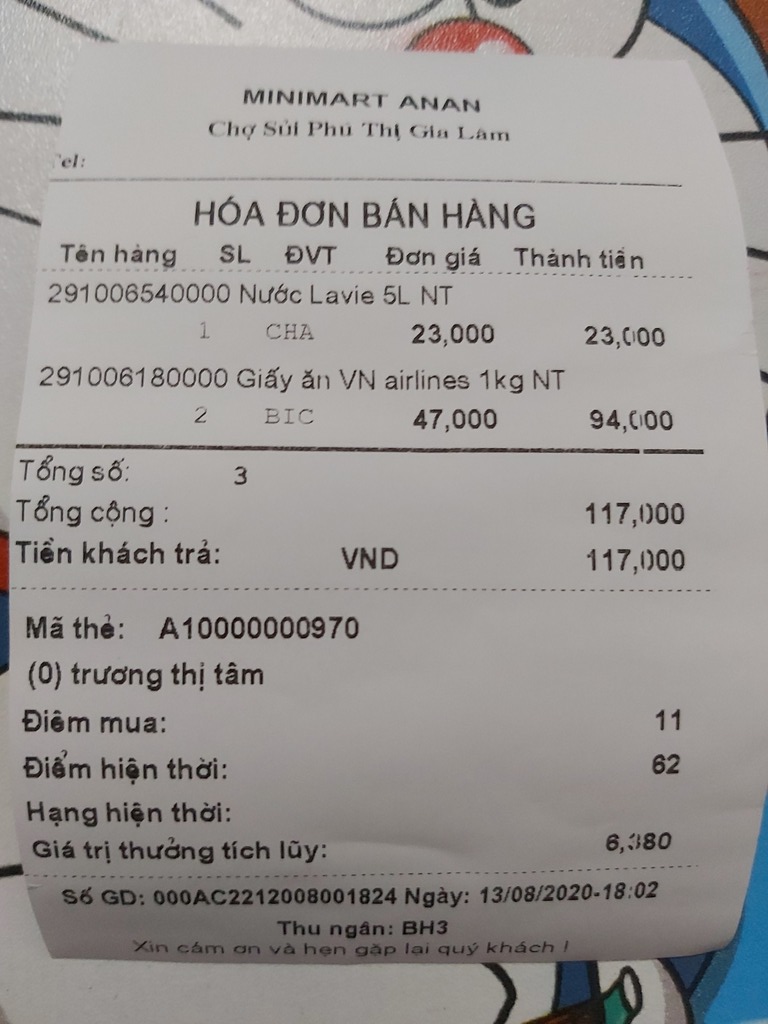 MINIMART ANAN
Chợ Sủi Phú Thị Gia Lâm
Tel:
HÓA ĐƠN BÁN HÀNG
Tên hàng SL ĐVT Đơn giá Thành tiền
291006540000 Nước Lavie 5L NT
1 CHA 23,000 23,000
291006180000 Giấy ăn VN airlines 1kg NT
2 BIC 47,000 94,000
Tổng số: 3
Tổng cộng : 117,000
Tiền khách trả: VND 117,000
Mã thẻ: A10000000970
(0) trương thị tâm
Điểm mua: 11
Điểm hiện thời: 62
Hạng hiện thời:
Giá trị thưởng tích lũy: 6,380
Số GD: 000AC2212008001824 Ngày: 13/08/2020-18:02
Thu ngân: BH3
Xin cám ơn và hẹn gặp lại quý khách !